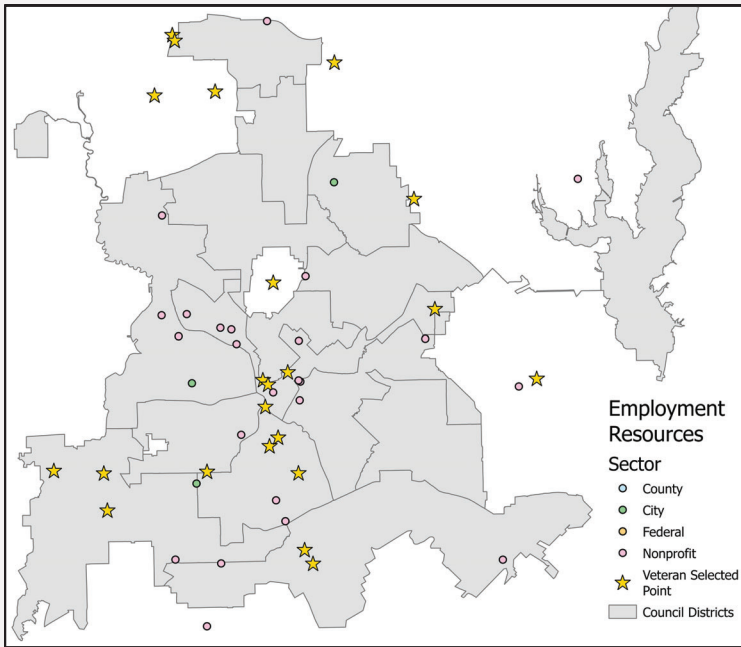 Employment
Resources
Sector
County
City
Federal
Nonprofit
Veteran Selected
Point
Council Districts